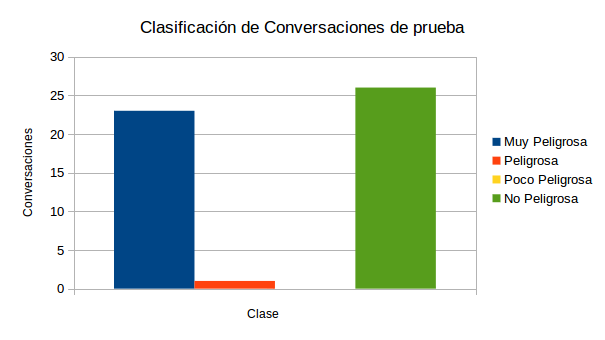 Clasificación de Conversaciones de prueba
30
25
20
15
10
5
0
Conversaciones
Clase
Muy Peligrosa
Peligrosa
Poco Peligrosa
No Peligrosa